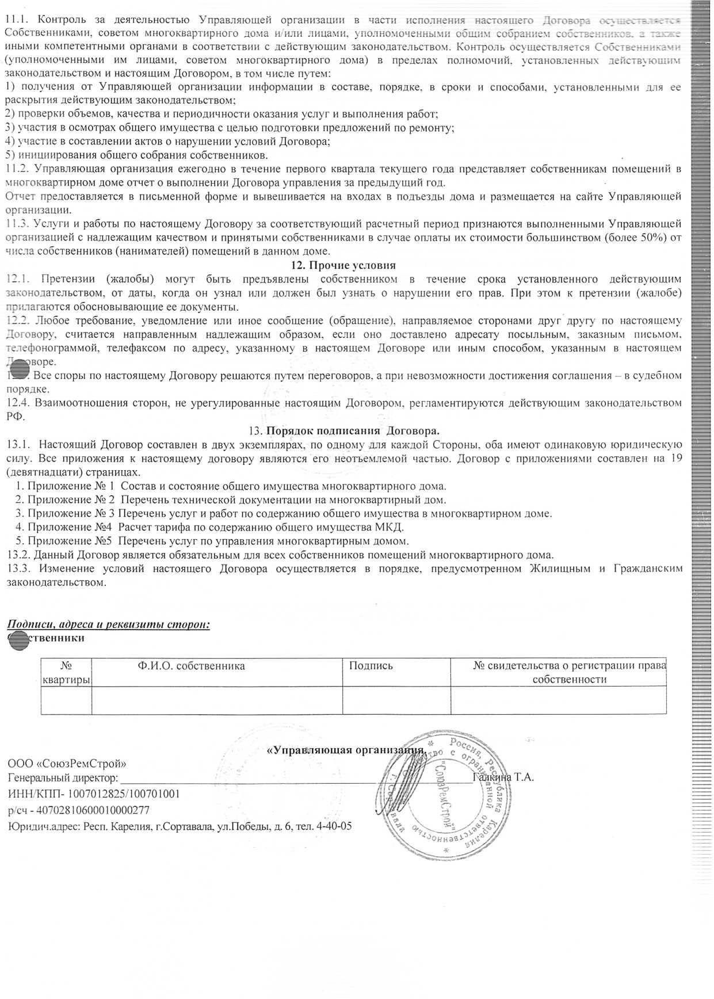 11.1. Контроль за деятельностью Управляющей организации в части исполнения настоящего Договора осуществляется
Собственниками, советом многоквартирного дома и/или лицами, уполномоченными общим собранием собственников, а также
иными компетентными органами в соответствии с действующим законодательством. Контроль осуществляется Собственниками
(уполномоченными им лицами, советом многоквартирного дома) в пределах полномочий, установленных действующим
законодательством и настоящим Договором, в том числе путем:
1) получения от Управляющей организации информации в составе, порядке, в сроки и способами, установленными для ее
раскрытия действующим законодательством;
2) проверки объемов, качества и периодичности оказания услуг и выполнения работ;
3) участия в осмотрах общего имущества с целью подготовки предложений по ремонту;
4) участие в составлении актов о нарушении условий Договора;
5) инициирования общего собрания собственников.
11.2. Управляющая организация ежегодно в течение первого квартала текущего года представляет собственникам помещений в
многоквартирном доме отчет о выполнении Договора управления за предыдущий год.
Отчет предоставляется в письменной форме и вывешивается на входах в подъезды дома и размещается на сайте Управляющей
организации.
11.3. Услуги и работы по настоящему Договору за соответствующий расчетный период признаются выполненными Управляющей
организацией с надлежащим качеством и принятыми собственниками в случае оплаты их стоимости большинством (более 50%) от
числа собственников (нанимателей) помещений в данном доме.
12. Прочие условия
12.1. Претензии (жалобы) могут быть предъявлены собственником в течение срока установленного действующим
законодательством, от даты, когда он узнал или должен был узнать о нарушении его прав. При этом к претензии (жалобе)
прилагаются обосновывающие ее документы.
12.2. Любое требование, уведомление или иное сообщение (обращение), направляемое сторонами друг другу по настоящему
Договору, считается направленным надлежащим образом, если оно доставлено адресату посыльным, заказным письмом,
телефонограммой, телефаксом по адресу, указанному в настоящем Договоре или иным способом, указанным в настоящем
Договоре.
Все споры по настоящему Договору решаются путем переговоров, а при невозможности достижения соглашения – в судебном
порядке.
12.4. Взаимоотношения сторон, не урегулированные настоящим Договором, регламентируются действующим законодательством
РФ.
13. Порядок подписания Договора.
13.1. Настоящий Договор составлен в двух экземплярах, по одному для каждой Стороны, оба имеют одинаковую юридическую
силу. Все приложения к настоящему договору являются его неотъемлемой частью. Договор с приложениями составлен на 19
(девятнадцати) страницах.
1. Приложение № 1 Состав и состояние общего имущества многоквартирного дома.
2. Приложение № 2 Перечень технической документации на многоквартирный дом.
3. Приложение № 3 Перечень услуг и работ по содержанию общего имущества в многоквартирном доме.
4. Приложение №4 Расчет тарифа по содержанию общего имущества МКД.
5. Приложение №5 Перечень услуг по управления многоквартирным домом.
13.2. Данный Договор является обязательным для всех собственников помещений многоквартирного дома.
13.3. Изменение условий настоящего Договора осуществляется в порядке, предусмотренном Жилищным и Гражданским
законодательством.
Подписи, адреса и реквизиты сторон:
Собственники
№ квартиры Ф.И.О. собственника Подпись № свидетельства о регистрации права собственности
«Управляющая организация,
ООО «СоюзРемСтрой»
Генеральный директор: Галкина Т.А.
ИНН/КПП- 1007012825/100701001
р/сч - 40702810600010000277
Юридич.адрес: Респ. Карелия, г.Сортавала, ул.Победы, д. 6, тел. 4-40-05
* Россия, Республика Карелия * г. Сортавала
Общество с ограниченной ответственностью
"СоюзРемСтрой"